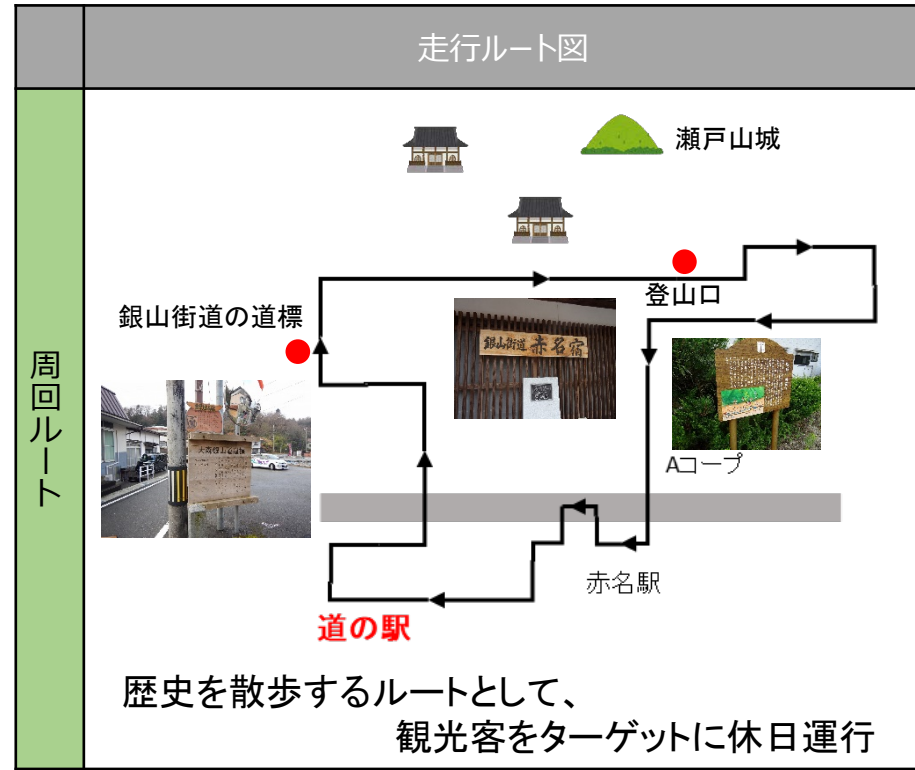 走行ルート図
周回ルート
瀬戸山城
登山口
銀山街道の道標
銀山街道 赤名宿
Aコープ
赤名駅
道の駅
歴史を散歩するルートとして、
観光客をターゲットに休日運行